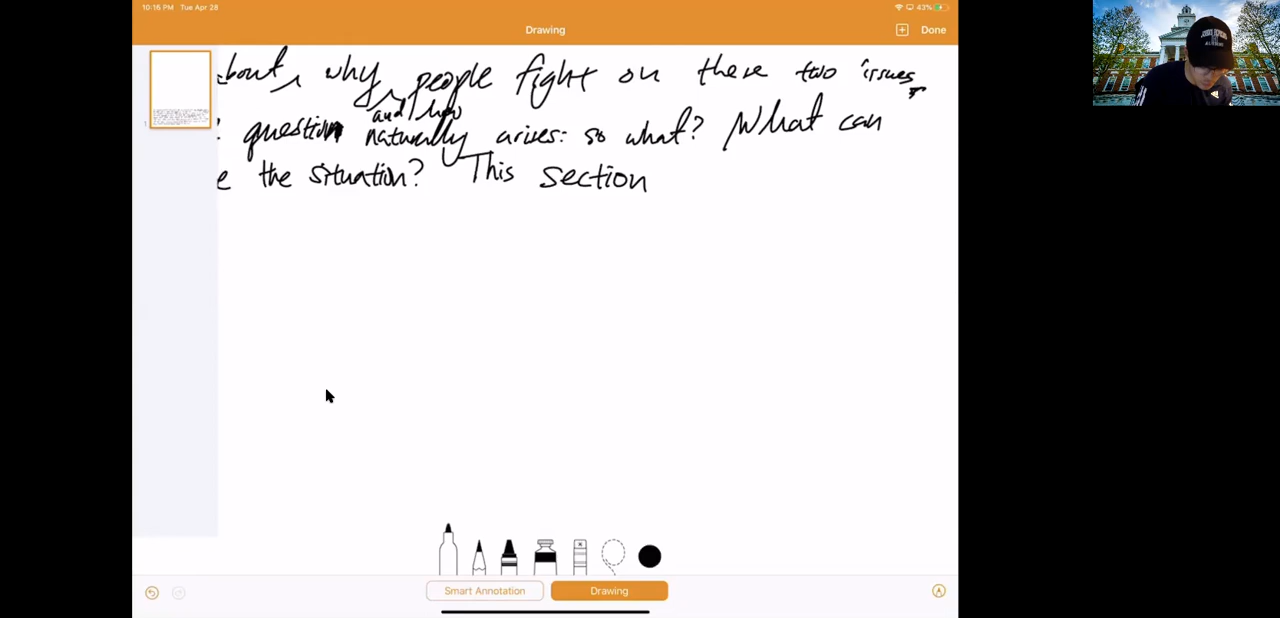 10:16 PM Tue Apr 28
43%
Drawing
Done
bout, why people fight on these two issues,
and how
question naturally arises: so what? What can
e the situation? This section
Smart Annotation
Drawing